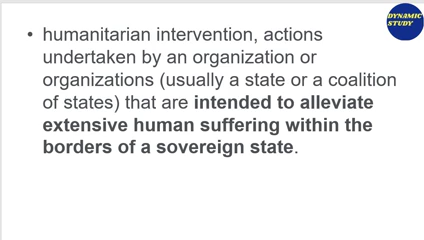 DYNAMIC
STUDY
• humanitarian intervention, actions
undertaken by an organization or
organizations (usually a state or a coalition
of states) that are intended to alleviate
extensive human suffering within the
borders of a sovereign state.